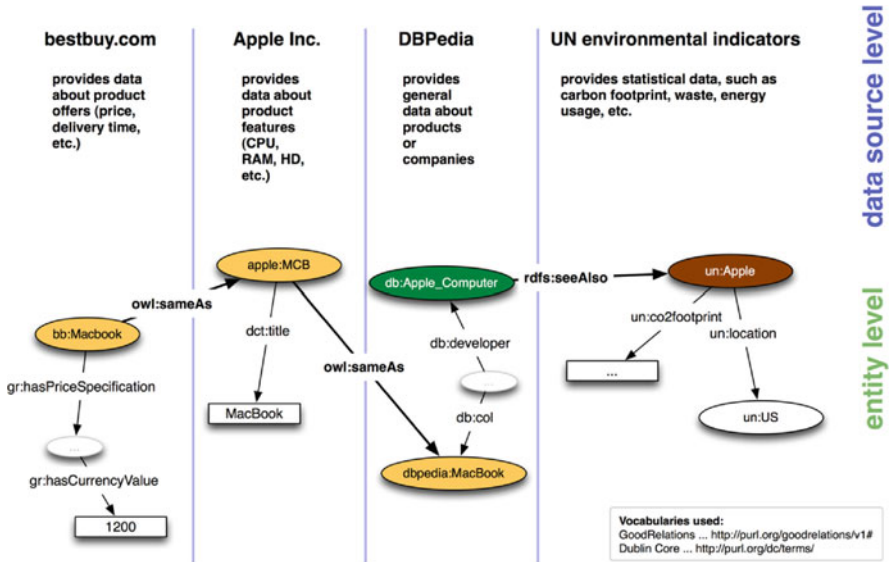 bestbuy.com
provides data
about product
offers (price,
delivery time,
etc.)
Apple Inc.
provides
data about
product
features
(CPU,
RAM, HD,
etc.)
DBPedia
provides
general
data about
products
or
companies
UN environmental indicators
provides statistical data, such as
carbon footprint, waste, energy
usage, etc.
data source level
entity level
bb:Macbook
owl:sameAs
gr:hasPriceSpecification
...
gr:hasCurrencyValue
1200
apple:MCB
dct:title
MacBook
owl:sameAs
db:Apple_Computer
db:developer
...
db:col
dbpedia:MacBook
rdfs:seeAlso
un:Apple
un:co2footprint
un:location
...
un:US
Vocabularies used:
GoodRelations ... http://purl.org/goodrelations/v1#
Dublin Core ... http://purl.org/dc/terms/